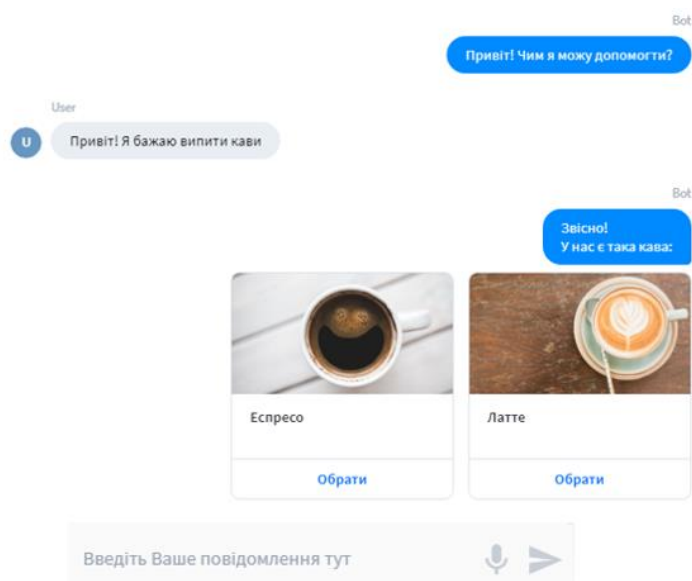 Bot
Привіт! Чим я можу допомогти?
User
U
Привіт! Я бажаю випити кави
Bot
Звісно!
У нас є така кава:
Еспресо
Латте
Обрати
Обрати
Введіть Ваше повідомлення тут